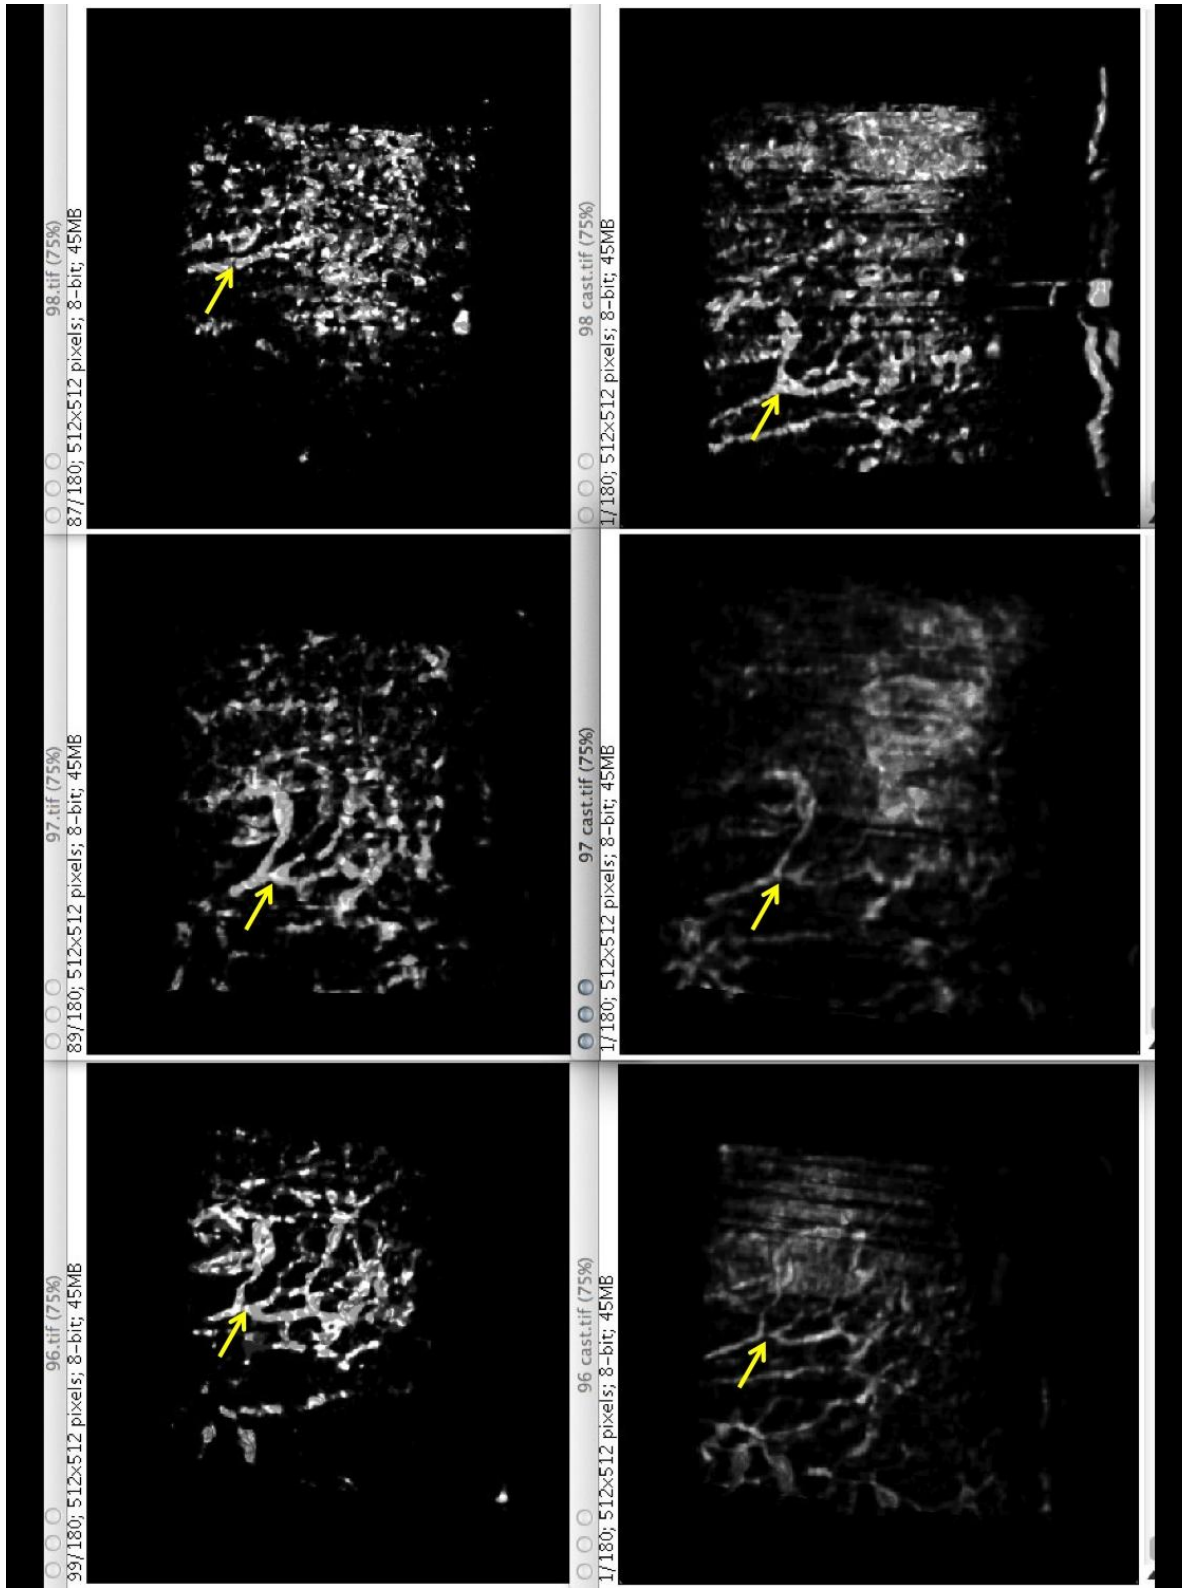 96.tif (75%)
99/180; 512x512 pixels; 8-bit; 45MB
97.tif (75%)
89/180; 512x512 pixels; 8-bit; 45MB
98.tif (75%)
87/180; 512x512 pixels; 8-bit; 45MB
96 cast.tif (75%)
1/180; 512x512 pixels; 8-bit; 45MB
97 cast.tif (75%)
1/180; 512x512 pixels; 8-bit; 45MB
98 cast.tif (75%)
1/180; 512x512 pixels; 8-bit; 45MB